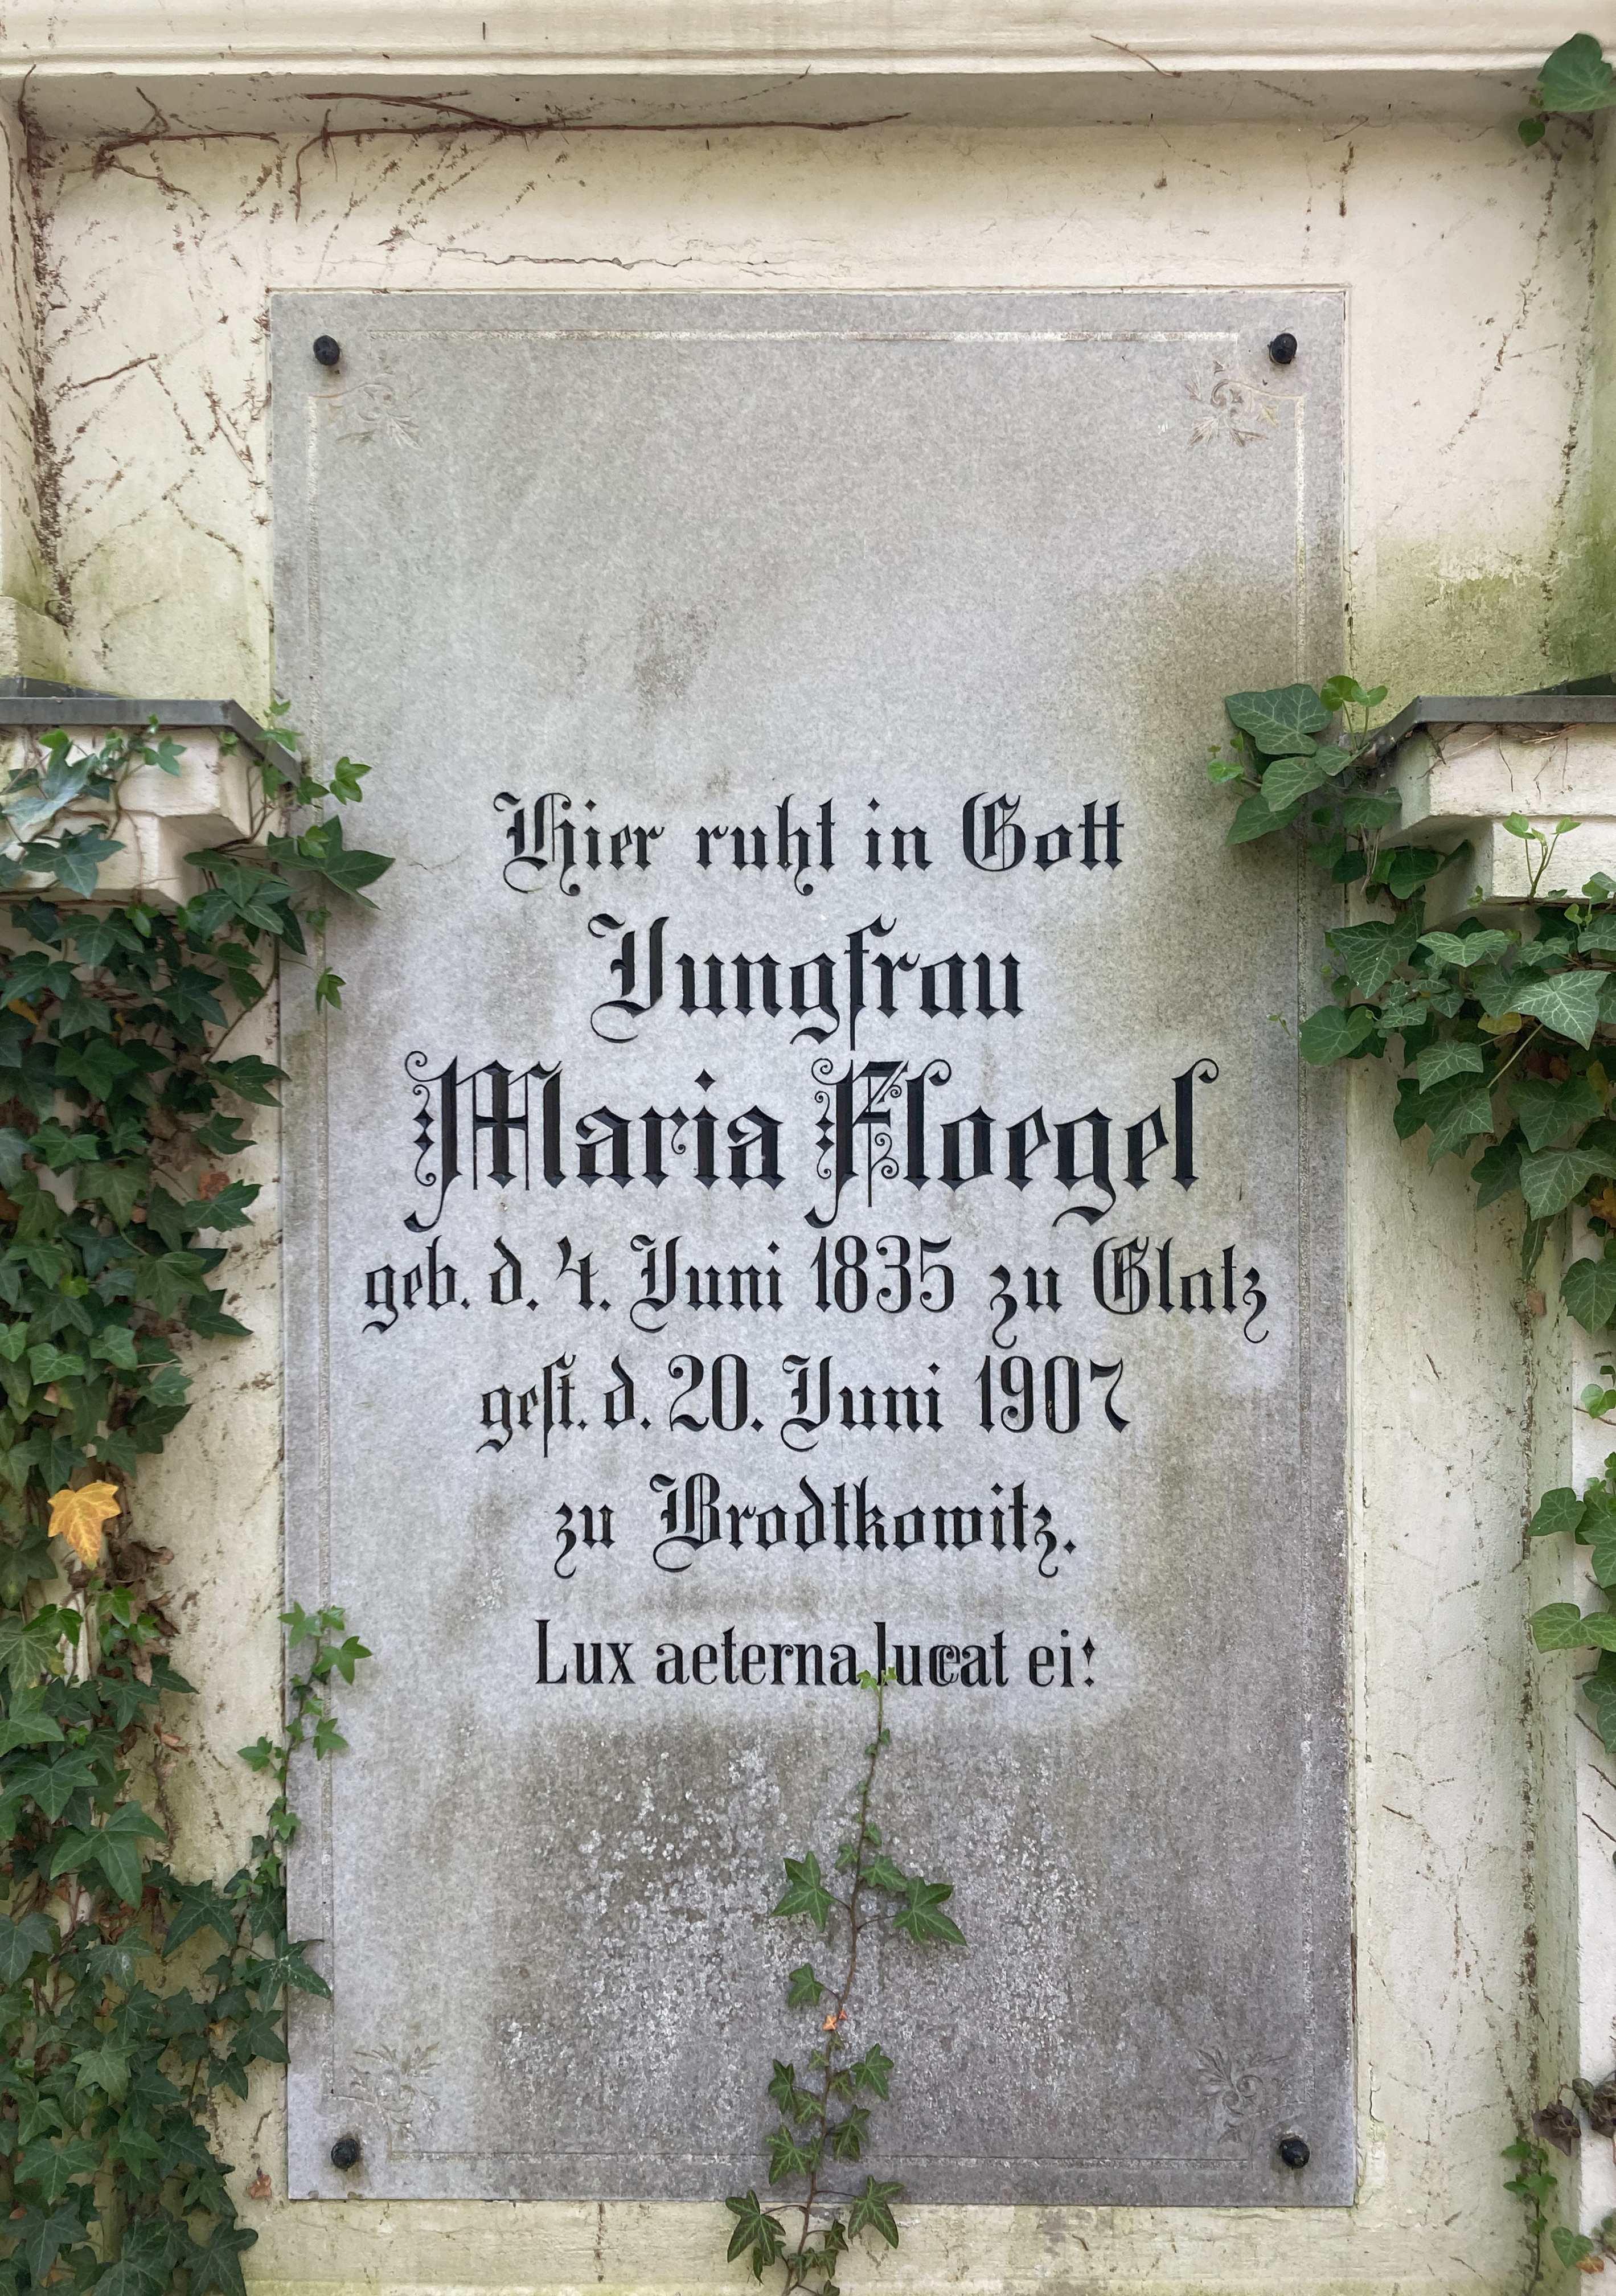 Hier ruht in Gott
Jungfrau
Maria Floegel
geb. d. 4. Juni 1835 zu Glatz
geſt. d. 20. Juni 1907
zu Brodtkowitz.
Lux aeterna luceat ei!